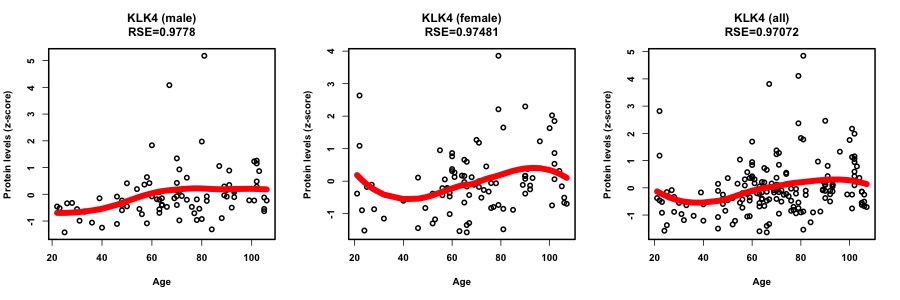 KLK4 (male)
RSE=0.9778
Protein levels (z-score)
5
4
3
2
1
0
-1
20 40 60 80 100
Age
KLK4 (female)
RSE=0.97481
Protein levels (z-score)
4
3
2
1
0
-1
20 40 60 80 100
Age
KLK4 (all)
RSE=0.97072
Protein levels (z-score)
5
4
3
2
1
0
-1
20 40 60 80 100
Age